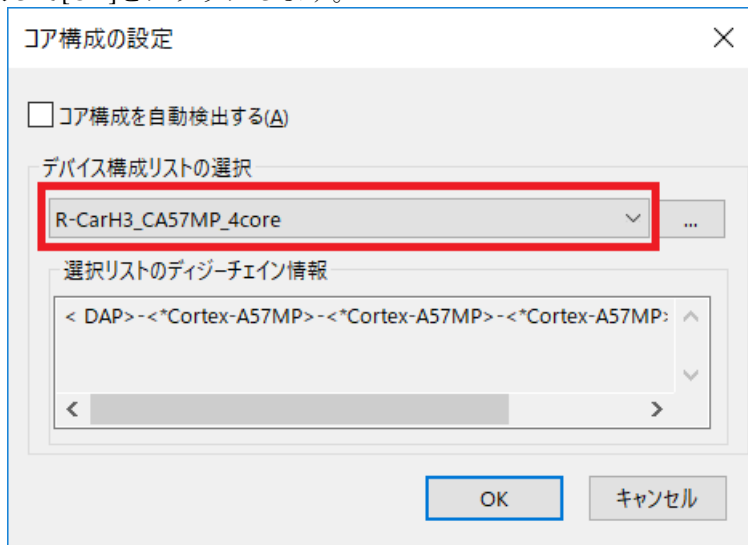 コア構成の設定
コア構成を自動検出する(A)
デバイス構成リストの選択
R-CarH3_CA57MP_4core
...
選択リストのディジーチェイン情報
< DAP>-<*Cortex-A57MP>-<*Cortex-A57MP>-<*Cortex-A57MP>
OK
キャンセル